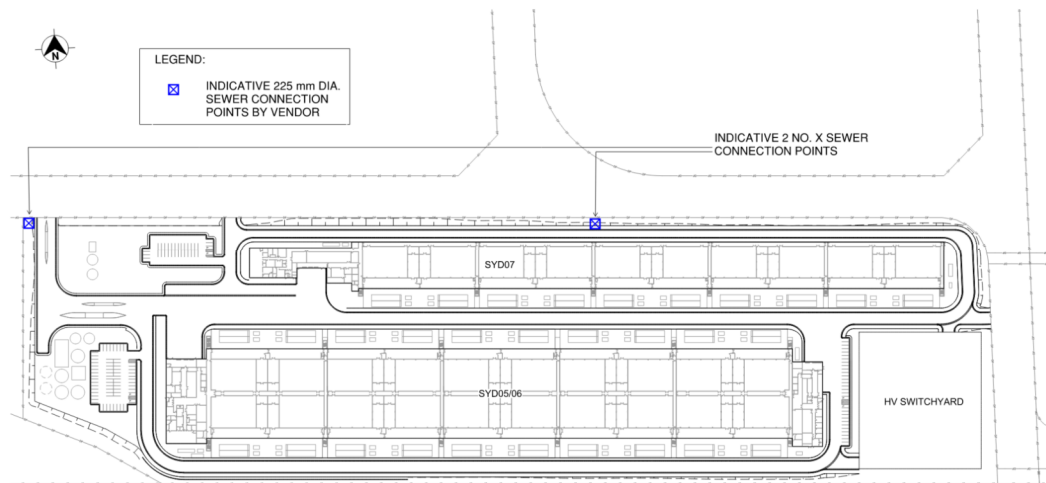 N
LEGEND:
INDICATIVE 225 mm DIA.
SEWER CONNECTION
POINTS BY VENDOR
INDICATIVE 2 NO. X SEWER
CONNECTION POINTS
SYD07
SYD05/06
HV SWITCHYARD